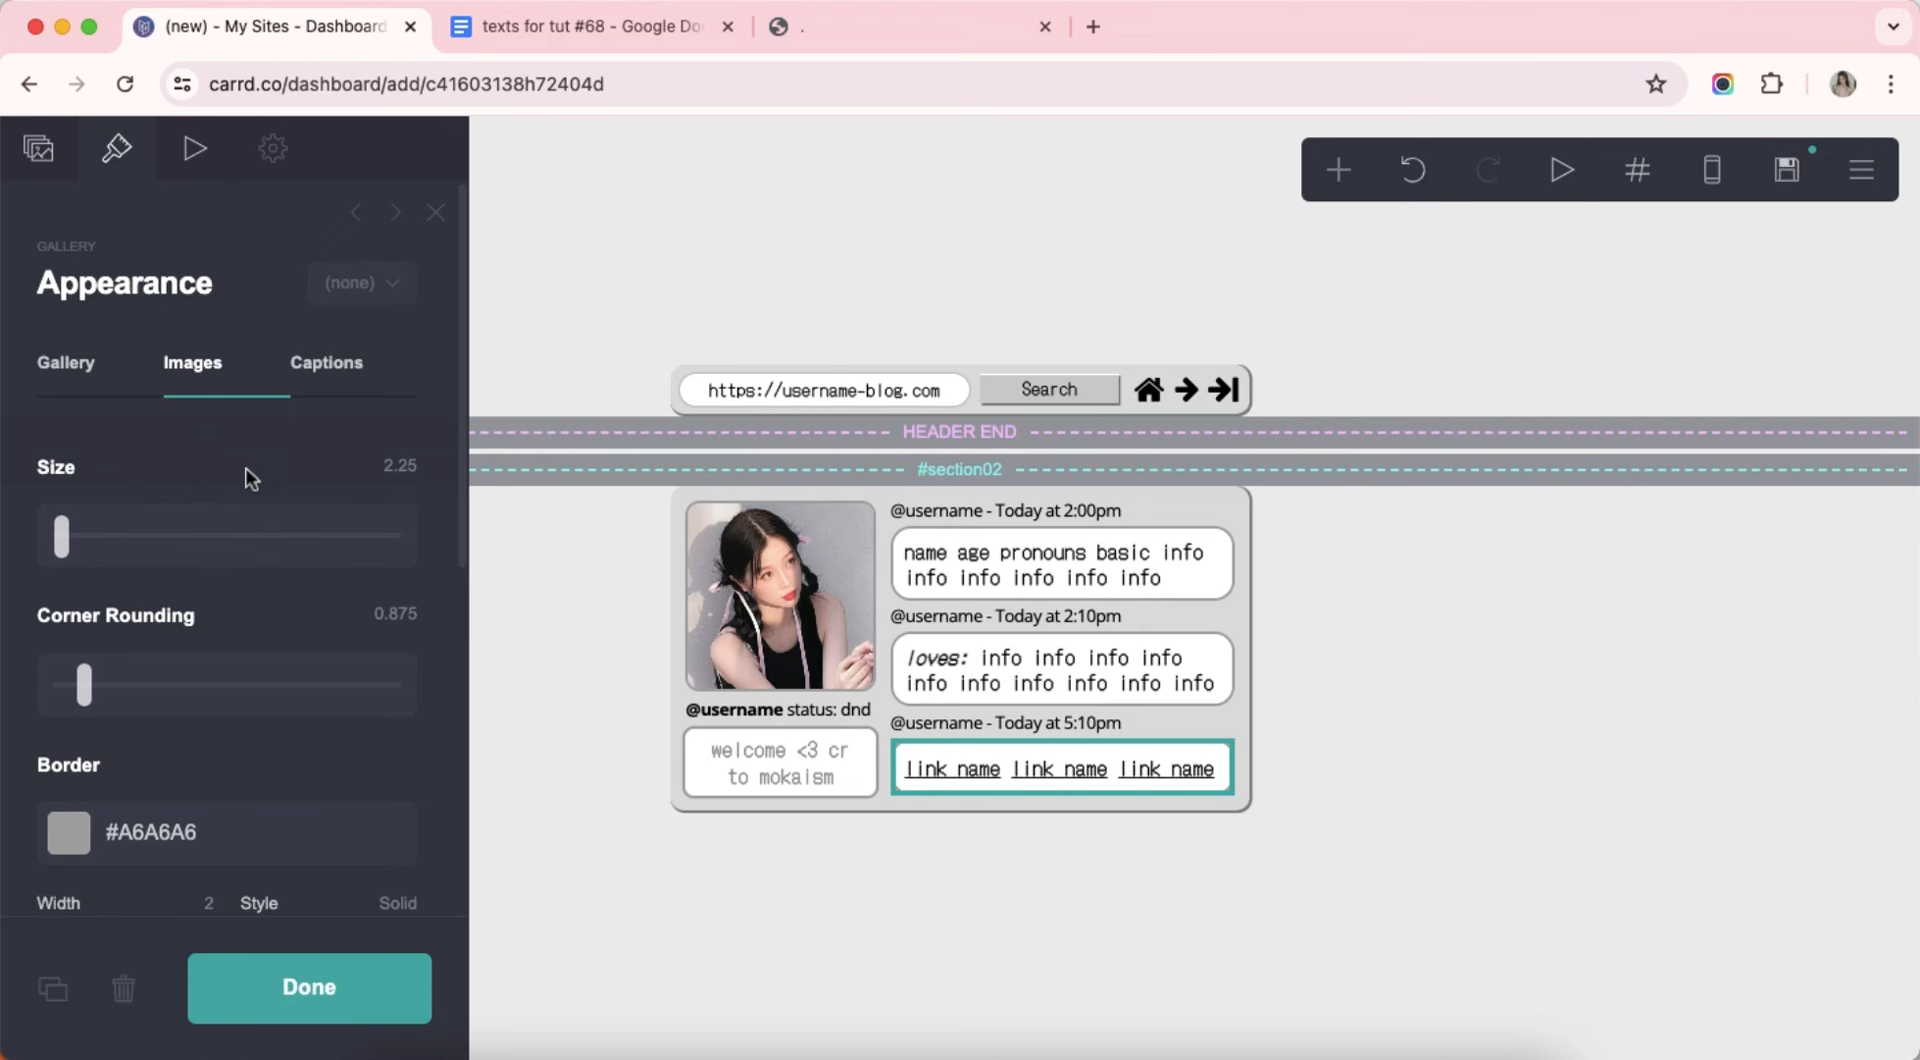 (new) - My Sites - Dashboard
texts for tut #68 - Google Do
.
carrd.co/dashboard/add/c41603138h72404d
GALLERY
Appearance
(none)
Gallery
Images
Captions
Size
2.25
Corner Rounding
0.875
Border
#A6A6A6
Width
2
Style
Solid
Done
https://username-blog.com
Search
HEADER END
#section02
@username status: dnd
welcome <3 cr
to mokaism
@username - Today at 2:00pm
name age pronouns basic info
info info info info info
@username - Today at 2:10pm
loves: info info info info
info info info info info info
@username - Today at 5:10pm
link name link name link name